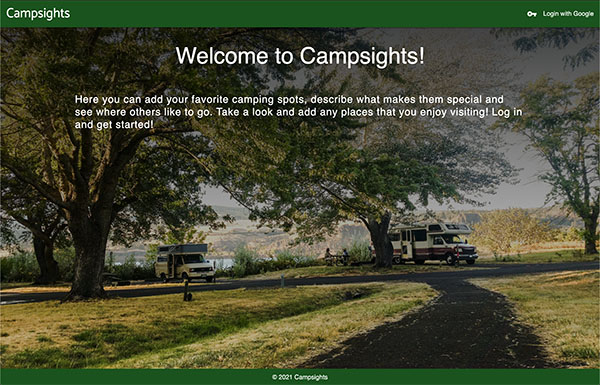 Campsights
Login with Google
Welcome to Campsights!
Here you can add your favorite camping spots, describe what makes them special and
see where others like to go. Take a look and add any places that you enjoy visiting! Log in
and get started!
© 2021 Campsights